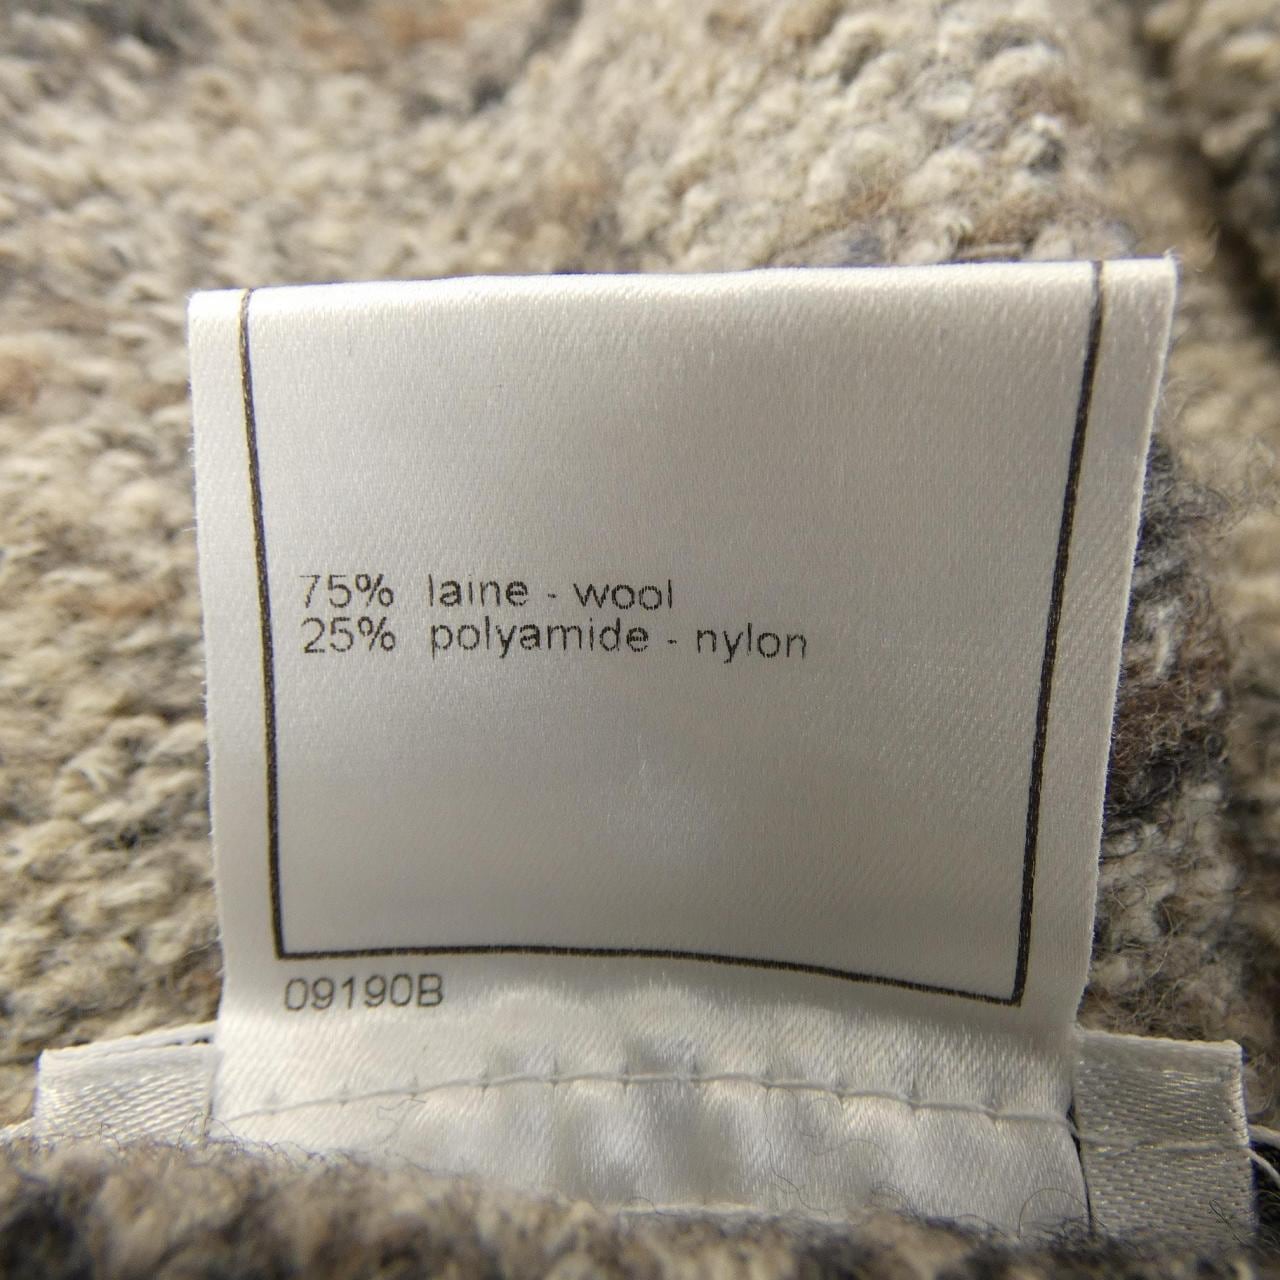 75% laine - wool
25% polyamide - nylon
09190B